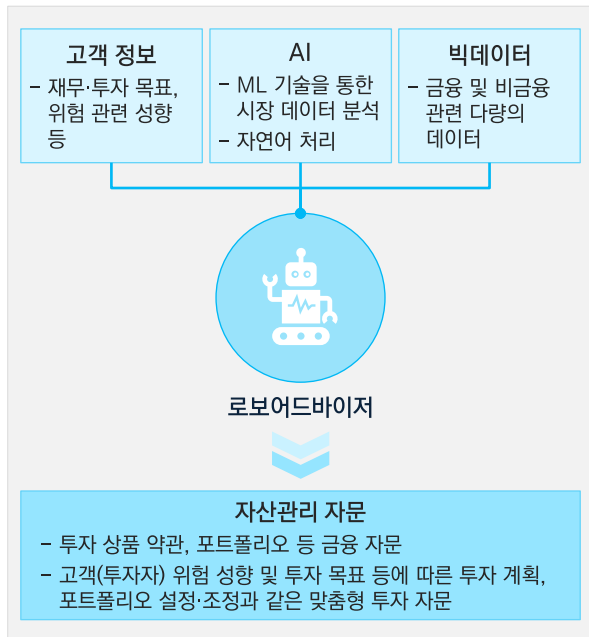 고객 정보
- 재무·투자 목표,
위험 관련 성향
등
AI
- ML 기술을 통한
시장 데이터 분석
- 자연어 처리
빅데이터
- 금융 및 비금융
관련 다량의
데이터
로보어드바이저
자산관리 자문
- 투자 상품 약관, 포트폴리오 등 금융 자문
- 고객(투자자) 위험 성향 및 투자 목표 등에 따른 투자 계획,
포트폴리오 설정·조정과 같은 맞춤형 투자 자문